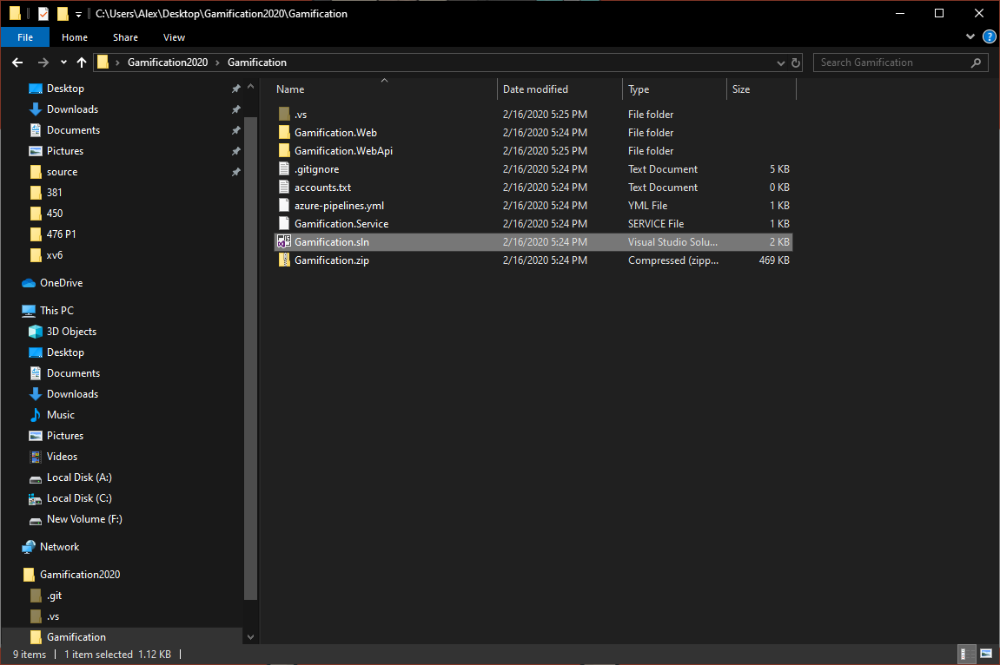 C:\Users\Alex\Desktop\Gamification2020\Gamification
File Home Share View
Gamification2020 Gamification Search Gamification
Desktop
Downloads
Documents
Pictures
source
381
450
476 P1
xv6
OneDrive
This PC
3D Objects
Desktop
Documents
Downloads
Music
Pictures
Videos
Local Disk (A:)
Local Disk (C:)
New Volume (F:)
Network
Gamification2020
.git
.vs
Gamification
Name Date modified Type Size
.vs 2/16/2020 5:25 PM File folder
Gamification.Web 2/16/2020 5:24 PM File folder
Gamification.WebApi 2/16/2020 5:25 PM File folder
.gitignore 2/16/2020 5:24 PM Text Document 5 KB
accounts.txt 2/16/2020 5:24 PM Text Document 0 KB
azure-pipelines.yml 2/16/2020 5:24 PM YML File 1 KB
Gamification.Service 2/16/2020 5:24 PM SERVICE File 1 KB
Gamification.sln 2/16/2020 5:24 PM Visual Studio Solu... 2 KB
Gamification.zip 2/16/2020 5:24 PM Compressed (zipp... 469 KB
9 items 1 item selected 1.12 KB